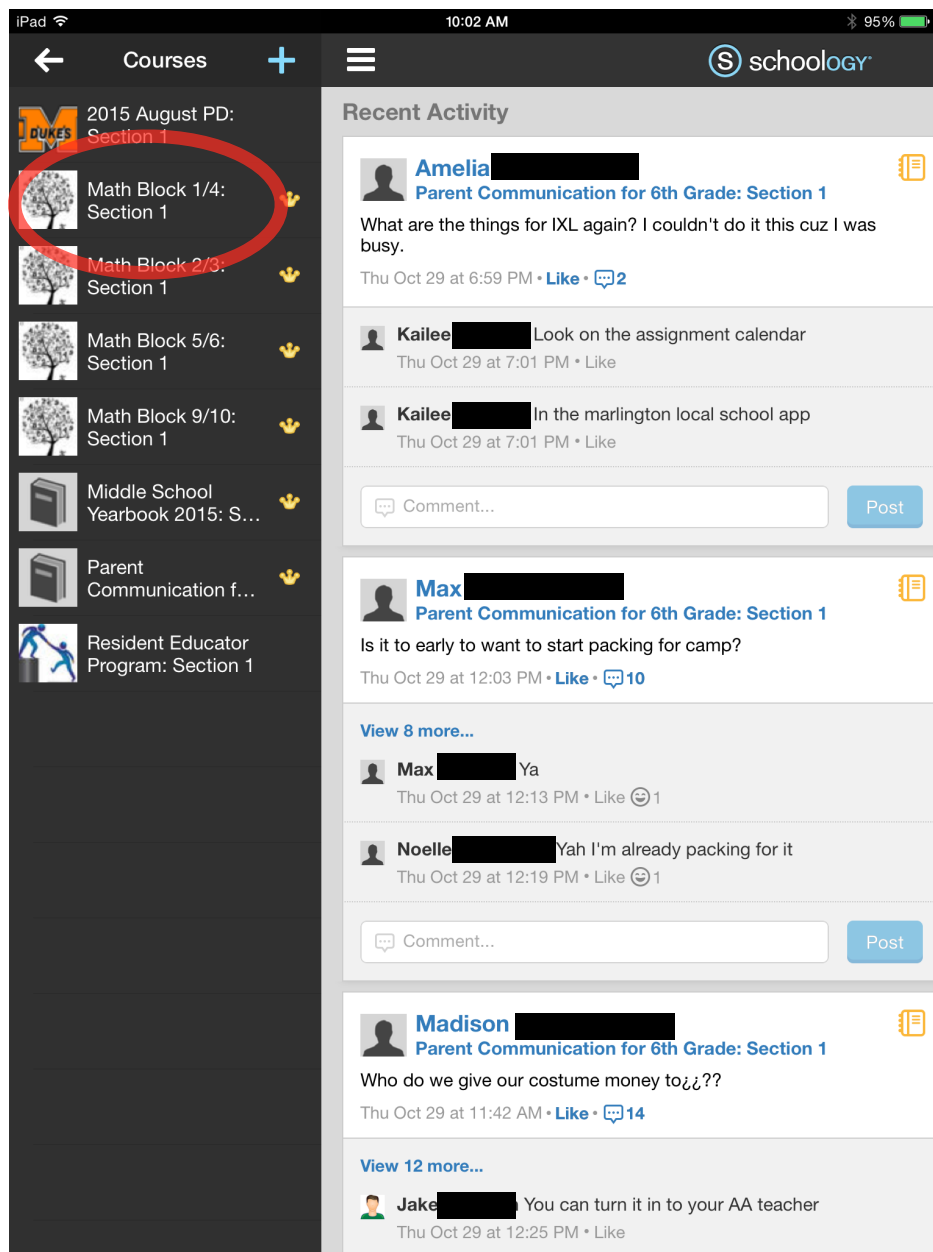 iPad
10:02 AM
95%
Courses
+
2015 August PD:
Section 1
Math Block 1/4:
Section 1
Math Block 2/3:
Section 1
Math Block 5/6:
Section 1
Math Block 9/10:
Section 1
Middle School
Yearbook 2015: S...
Parent
Communication f...
Resident Educator
Program: Section 1
M
DUKES
S schoology
Recent Activity
Amelia
Parent Communication for 6th Grade: Section 1
What are the things for IXL again? I couldn't do it this cuz I was
busy.
Thu Oct 29 at 6:59 PM • Like • 2
Kailee Look on the assignment calendar
Thu Oct 29 at 7:01 PM • Like
Kailee In the marlington local school app
Thu Oct 29 at 7:01 PM • Like
Comment...
Post
Max
Parent Communication for 6th Grade: Section 1
Is it to early to want to start packing for camp?
Thu Oct 29 at 12:03 PM • Like • 10
View 8 more...
Max Ya
Thu Oct 29 at 12:13 PM • Like 1
Noelle Yah I'm already packing for it
Thu Oct 29 at 12:19 PM • Like 1
Comment...
Post
Madison
Parent Communication for 6th Grade: Section 1
Who do we give our costume money to¿¿??
Thu Oct 29 at 11:42 AM • Like • 14
View 12 more...
Jake You can turn it in to your AA teacher
Thu Oct 29 at 12:25 PM • Like